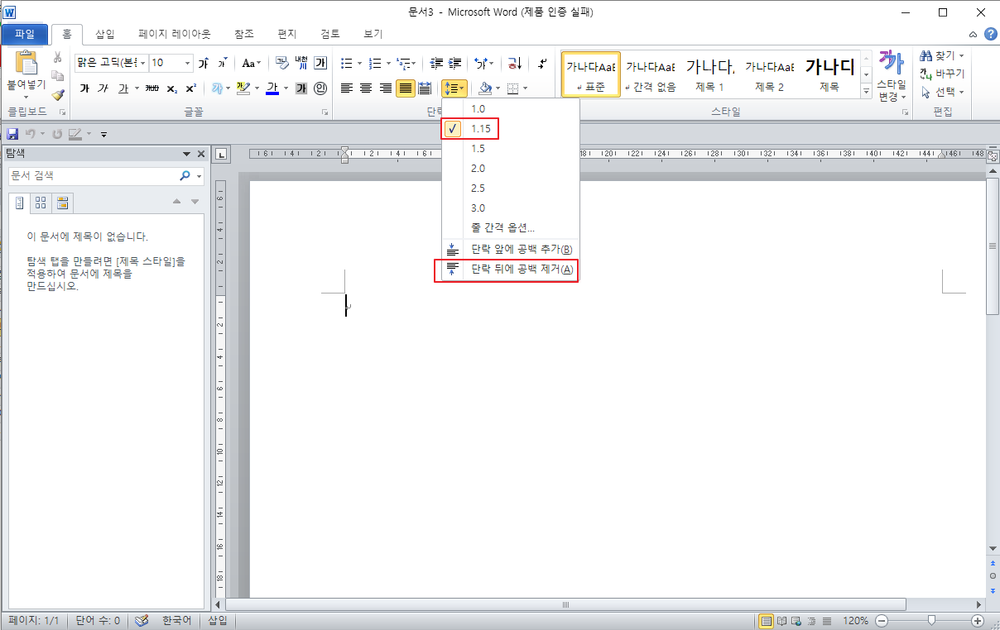 문서3 - Microsoft Word (제품 인증 실패)
파일 홈 삽입 페이지 레이아웃 참조 편지 검토 보기
붙여넣기
클립보드
맑은 고딕(본문 10
가 가 가 가가 x₂ x²
글꼴
단락
가나다AaB 가나다AaB 가나다, 가나다AaB 가나디
↲ 표준 ↲ 간격 없음 제목 1 제목 2 제목
스타일
변경
스타일
찾기
바꾸기
선택
편집
1.0
1.15
1.5
2.0
2.5
3.0
줄 간격 옵션...
단락 앞에 공백 추가(B)
단락 뒤에 공백 제거(A)
탐색
문서 검색
이 문서에 제목이 없습니다.
탐색 탭을 만들려면 [제목 스타일]을
적용하여 문서에 제목을
만드십시오.
페이지: 1/1 단어 수: 0 한국어 삽입 120%